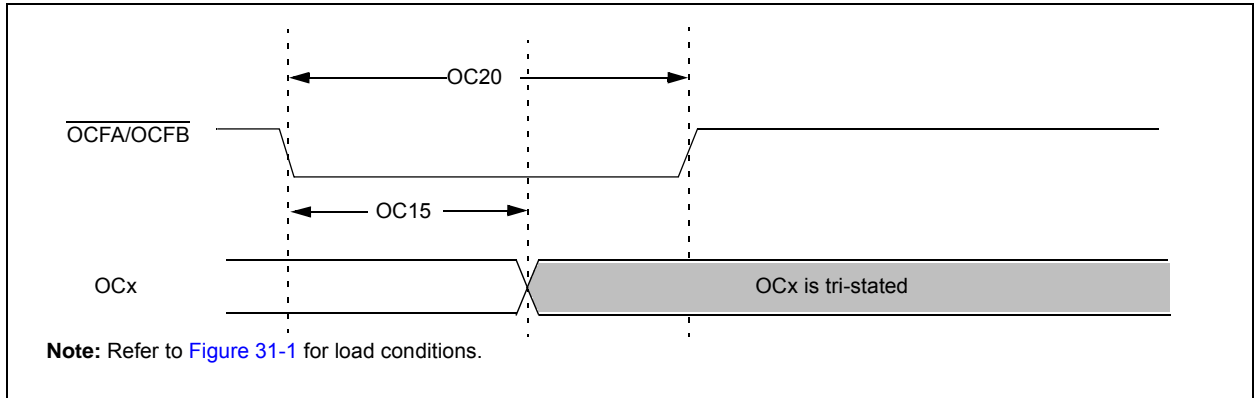 OC20
OCFA/OCFB
OC15
OCx
OCx is tri-stated
Note: Refer to Figure 31-1 for load conditions.